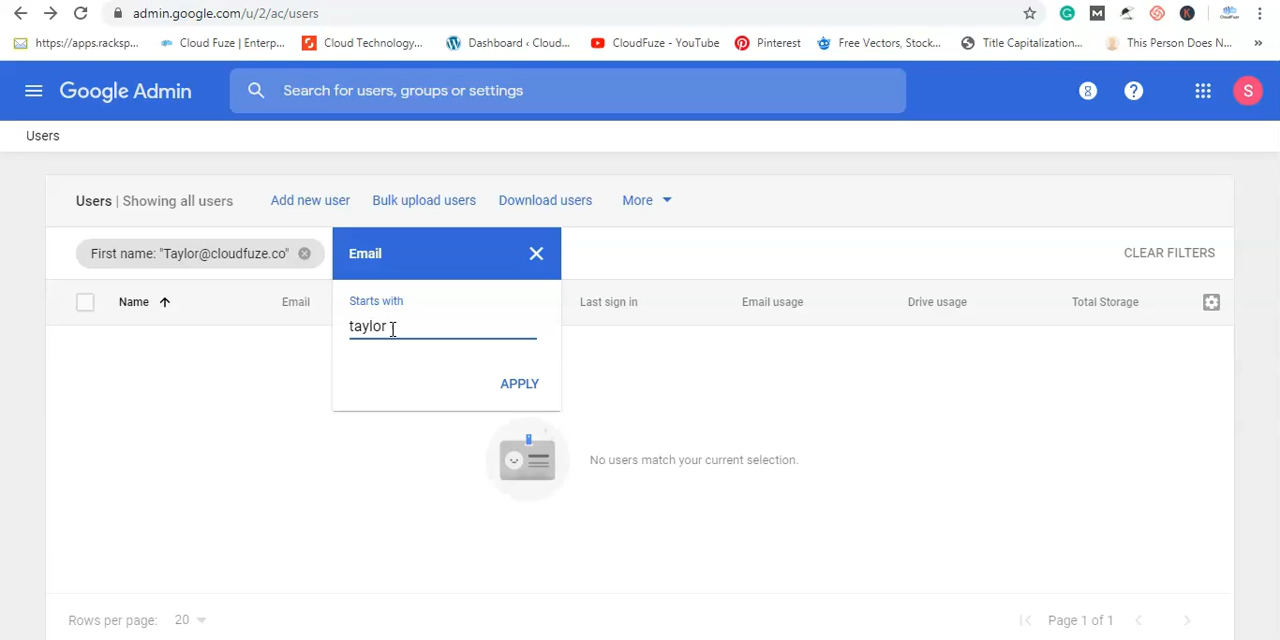 admin.google.com/u/2/ac/users
https://apps.racksp...
Cloud Fuze | Enterp...
Cloud Technology...
Dashboard ‹ Cloud...
CloudFuze - YouTube
Pinterest
Free Vectors, Stock...
Title Capitalization...
This Person Does N...
»
Google Admin
Search for users, groups or settings
S
Users
Users | Showing all users
Add new user
Bulk upload users
Download users
More
First name: "Taylor@cloudfuze.co"
Email
CLEAR FILTERS
Name
Email
Starts with
Last sign in
Email usage
Drive usage
Total Storage
taylor
APPLY
No users match your current selection.
Rows per page: 20
Page 1 of 1